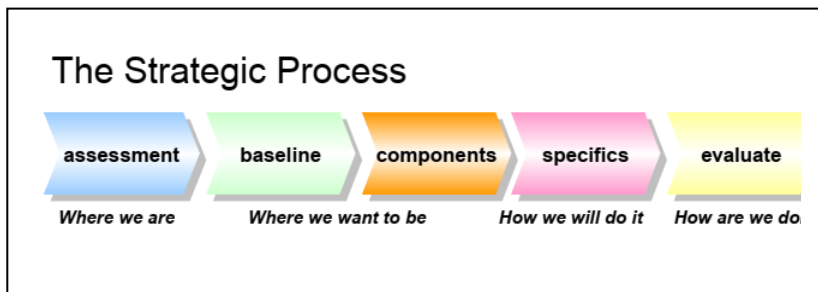 The Strategic Process
assessment baseline components specifics evaluate
Where we are Where we want to be How we will do it How are we do